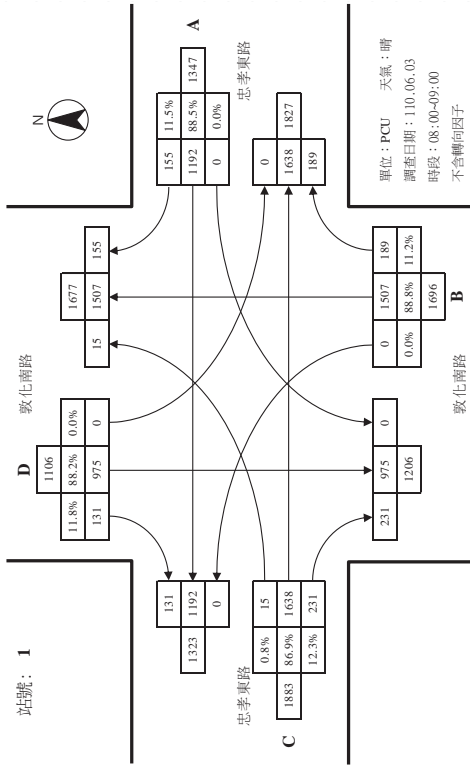 站號: 1
N
敦化南路
D
1106
11.8% 88.2% 0.0%
131 975 0
1677
15 1507 155
A
忠孝東路
155 11.5%
1192 88.5% 1347
0 0.0%
131
1323 1192
0
忠孝東路
C
0.8% 15
1883 86.9% 1638
12.3% 231
0
1638 1827
189
231 975 0
1206
0 1507 189
0.0% 88.8% 11.2%
1696
B
敦化南路
單位：PCU 天氣：晴
調查日期：110.06.03
時段：08:00~09:00
不含轉向因子